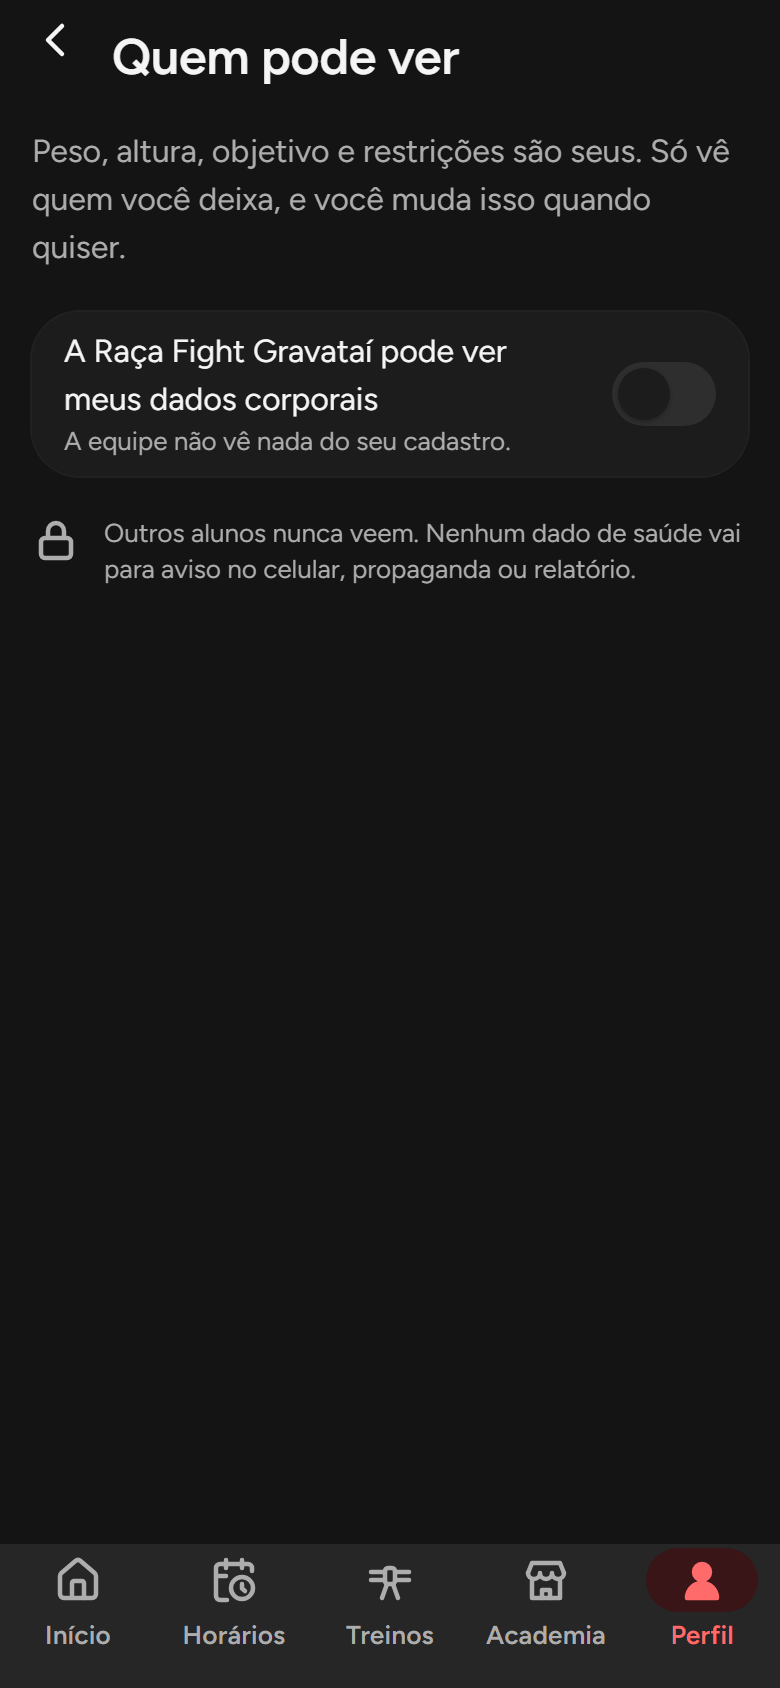 Quem pode ver
Peso, altura, objetivo e restrições são seus. Só vê
quem você deixa, e você muda isso quando
quiser.
A Raça Fight Gravataí pode ver
meus dados corporais
A equipe não vê nada do seu cadastro.
Outros alunos nunca veem. Nenhum dado de saúde vai
para aviso no celular, propaganda ou relatório.
Início
Horários
Treinos
Academia
Perfil